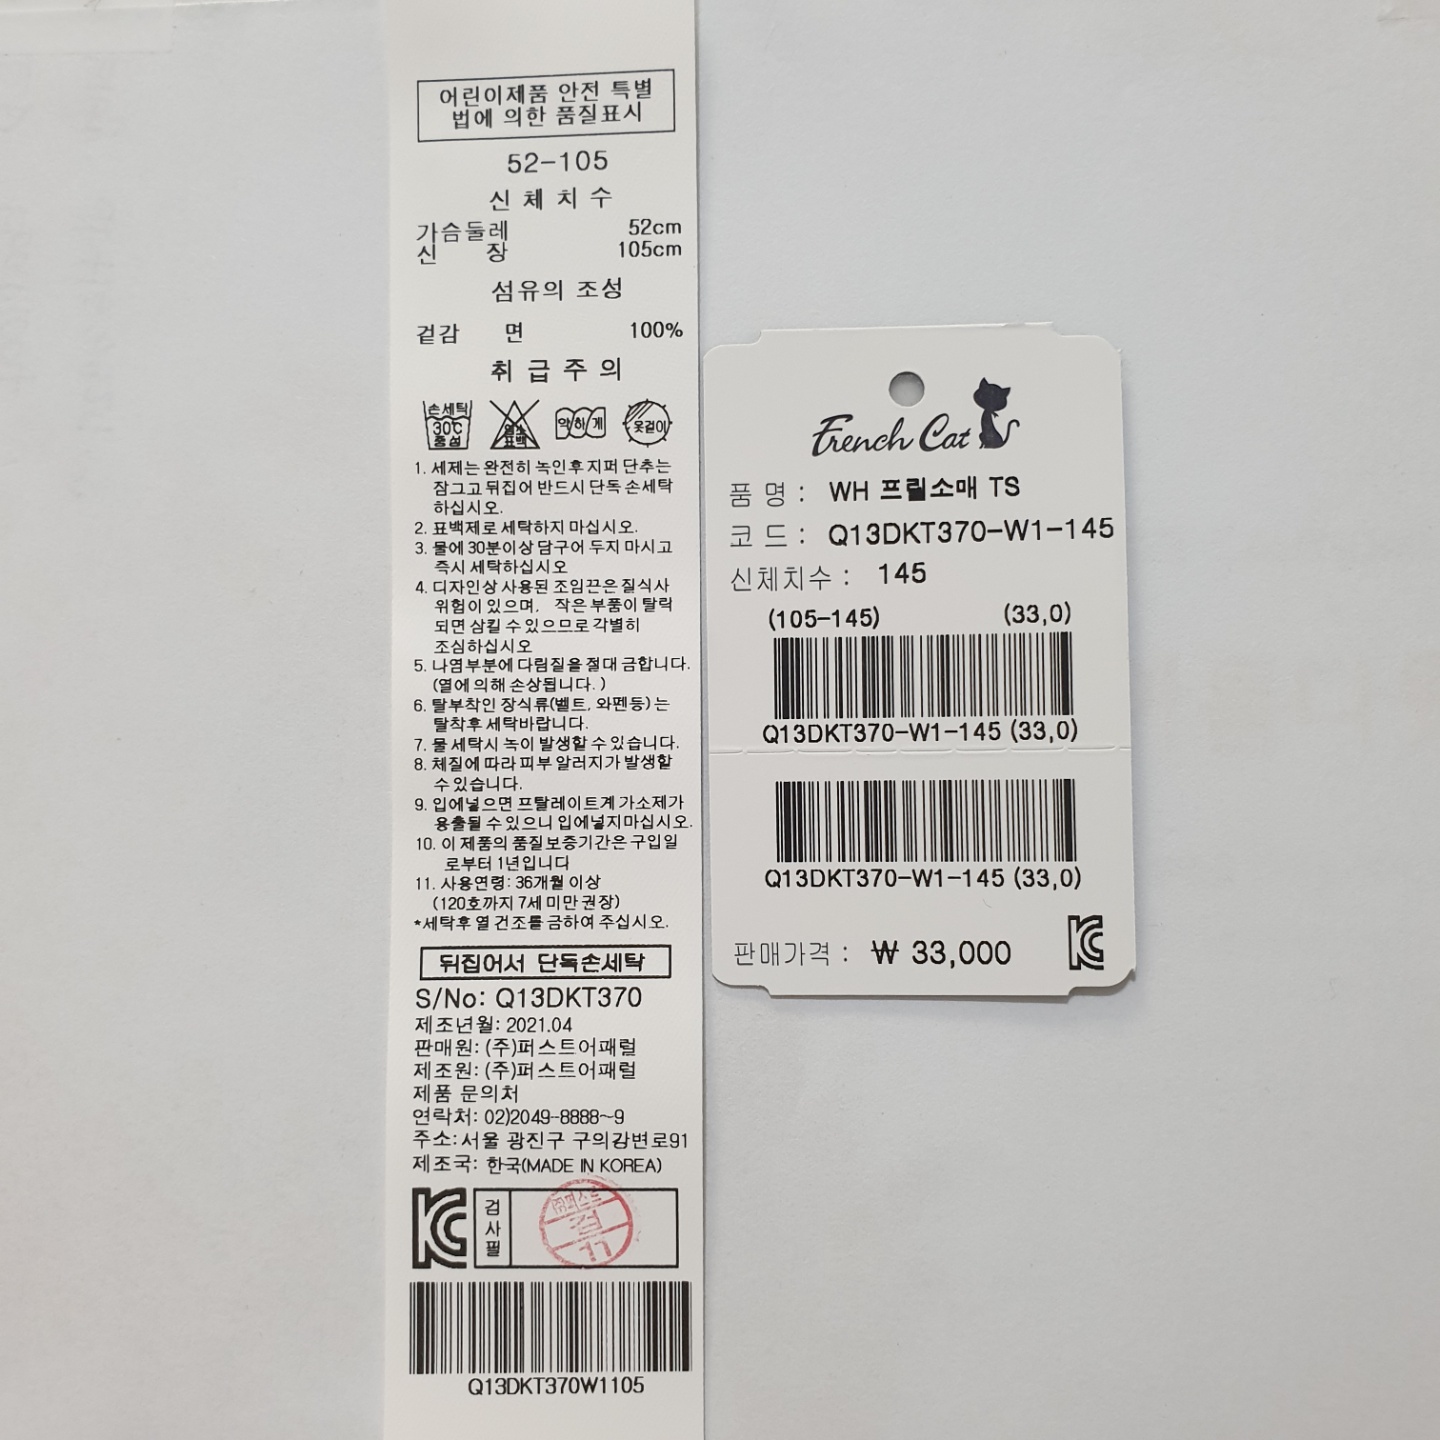 어린이제품 안전 특별
법에 의한 품질표시
52-105
신 체 치 수
가슴둘레 52cm
신 장 105cm
섬유의 조성
겉감 면 100%
취 급 주 의
손세탁
30℃
중성
염소
표백
약하게
옷걸이
1. 세제는 완전히 녹인후 지퍼 단추는
잠그고 뒤집어 반드시 단독 손세탁
하십시오.
2. 표백제로 세탁하지 마십시오.
3. 물에 30분이상 담구어 두지 마시고
즉시 세탁하십시오
4. 디자인상 사용된 조임끈은 질식사
위험이 있으며, 작은 부품이 탈락
되면 삼킬 수 있으므로 각별히
조심하십시오
5. 나염부분에 다림질을 절대 금합니다.
(열에 의해 손상됩니다.)
6. 탈부착인 장식류(벨트, 와펜등)는
탈착후 세탁바랍니다.
7. 물 세탁시 녹이 발생할 수 있습니다.
8. 체질에 따라 피부 알러지가 발생할
수 있습니다.
9. 입에넣으면 프탈레이트계 가소제가
용출될 수 있으니 입에넣지마십시오.
10. 이 제품의 품질보증기간은 구입일
로부터 1년입니다
11. 사용연령: 36개월 이상
(120호까지 7세 미만 권장)
*세탁후 열 건조를 금하여 주십시오.
뒤집어서 단독손세탁
S/No: Q13DKT370
제조년월: 2021.04
판매원: (주)퍼스트어패럴
제조원: (주)퍼스트어패럴
제품 문의처
연락처: 02)2049-8888~9
주소: 서울 광진구 구의강변로91
제조국: 한국(MADE IN KOREA)
KC
검
사
필
(주)퍼스트
검
11
Q13DKT370W1105
French Cat
품 명 : WH 프릴소매 TS
코 드 : Q13DKT370-W1-145
신체치수 : 145
(105-145) (33,0)
Q13DKT370-W1-145 (33,0)
Q13DKT370-W1-145 (33,0)
판매가격 : ₩ 33,000
KC